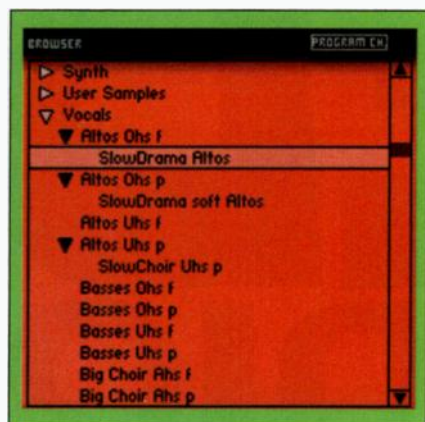 BROWSER PROGRAM CH.
Synth
User Samples
Vocals
Altos Ohs f
SlowDrama Altos
Altos Ohs p
SlowDrama soft Altos
Altos Uhs f
Altos Uhs p
SlowChoir Uhs p
Basses Ohs f
Basses Ohs p
Basses Uhs f
Basses Uhs p
Big Choir Ahs f
Big Choir Ahs p